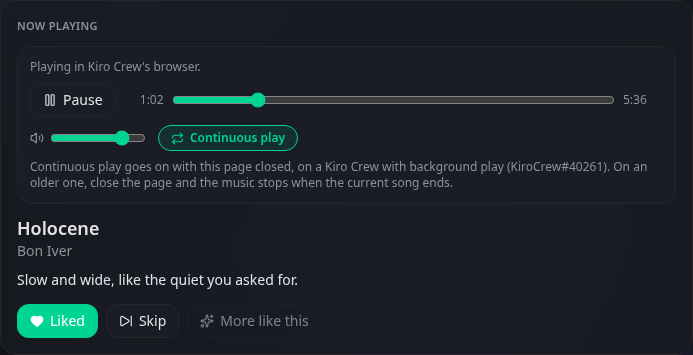 NOW PLAYING
Playing in Kiro Crew's browser.
Pause
1:02
5:36
Continuous play
Continuous play goes on with this page closed, on a Kiro Crew with background play (KiroCrew#40261). On an
older one, close the page and the music stops when the current song ends.
Holocene
Bon Iver
Slow and wide, like the quiet you asked for.
Liked
Skip
More like this